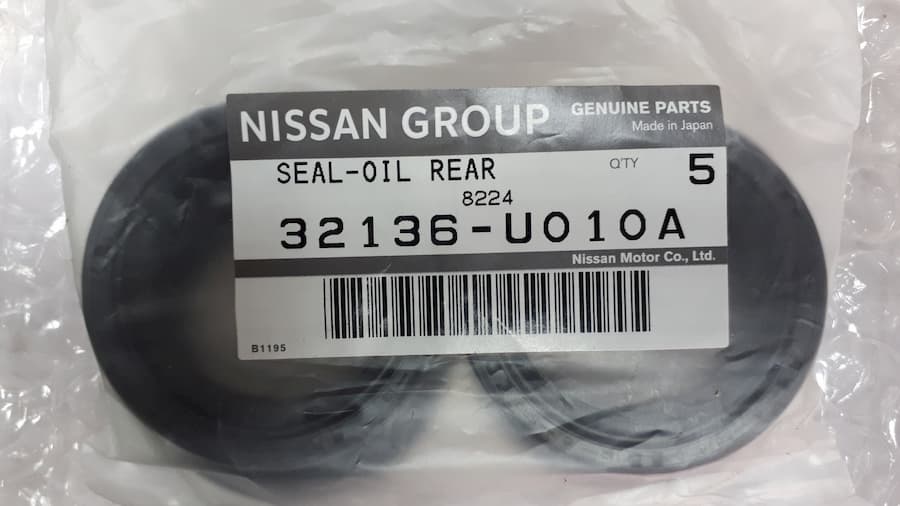 NISSAN GROUP GENUINE PARTS
Made in Japan
SEAL-OIL REAR Q'TY 5
8224
32136-U010A
Nissan Motor Co., Ltd.
B1195